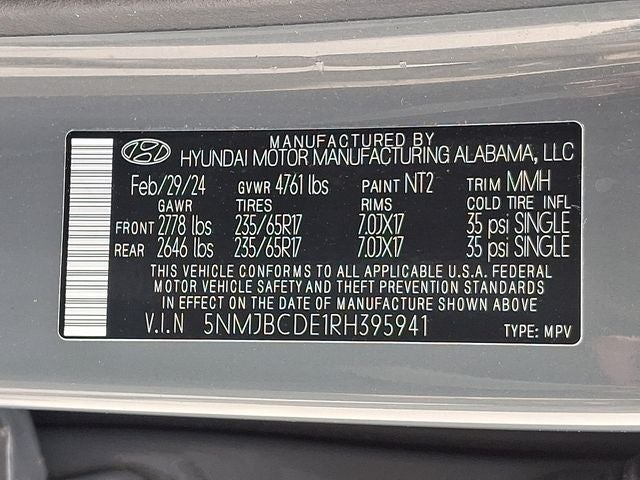 MANUFACTURED BY
HYUNDAI MOTOR MANUFACTURING ALABAMA, LLC
Feb/29/24 GVWR 4761 lbs PAINT NT2 TRIM MMH
GAWR TIRES RIMS COLD TIRE INFL
FRONT 2778 lbs 235/65R17 7.0JX17 35 psi SINGLE
REAR 2646 lbs 235/65R17 7.0JX17 35 psi SINGLE
THIS VEHICLE CONFORMS TO ALL APPLICABLE U.S.A. FEDERAL
MOTOR VEHICLE SAFETY AND THEFT PREVENTION STANDARDS
IN EFFECT ON THE DATE OF MANUFACTURE SHOWN ABOVE
V.I.N 5NMJBCDE1RH395941 TYPE: MPV